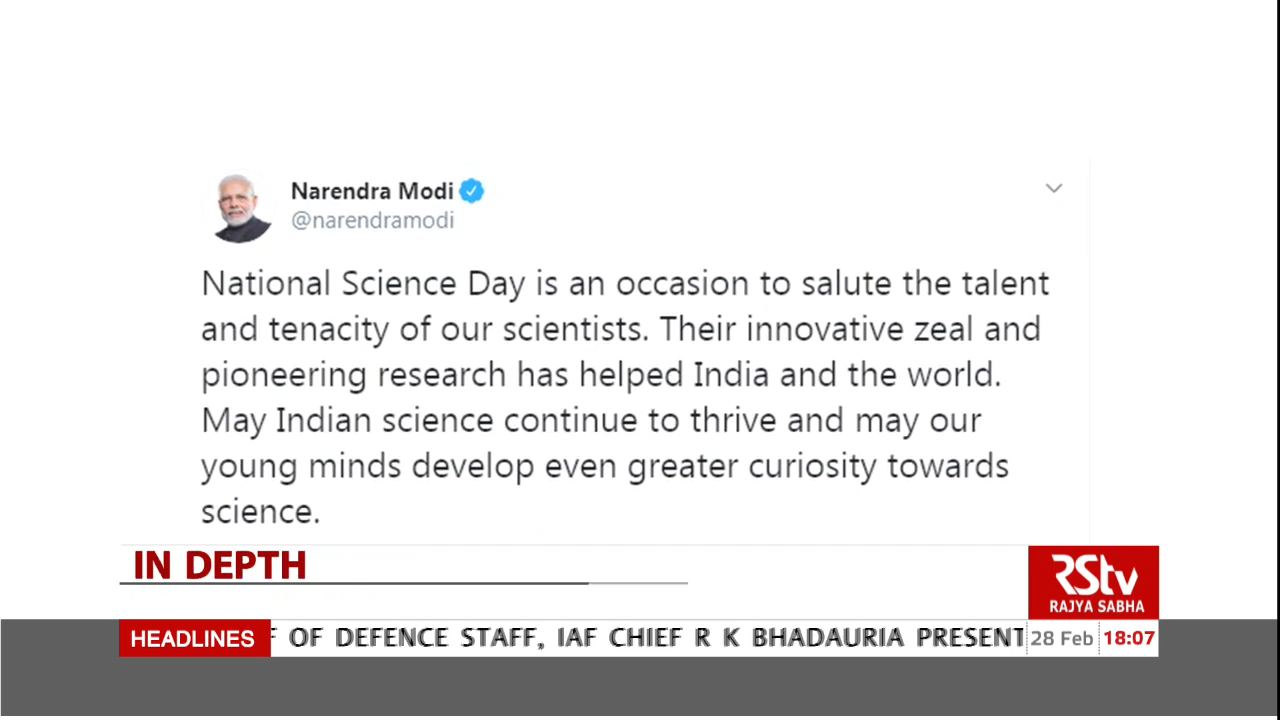 Narendra Modi
@narendramodi
National Science Day is an occasion to salute the talent
and tenacity of our scientists. Their innovative zeal and
pioneering research has helped India and the world.
May Indian science continue to thrive and may our
young minds develop even greater curiosity towards
science.
IN DEPTH
RSTV
RAJYA SABHA
HEADLINES F OF DEFENCE STAFF, IAF CHIEF R K BHADAURIA PRESENT 28 Feb 18:07